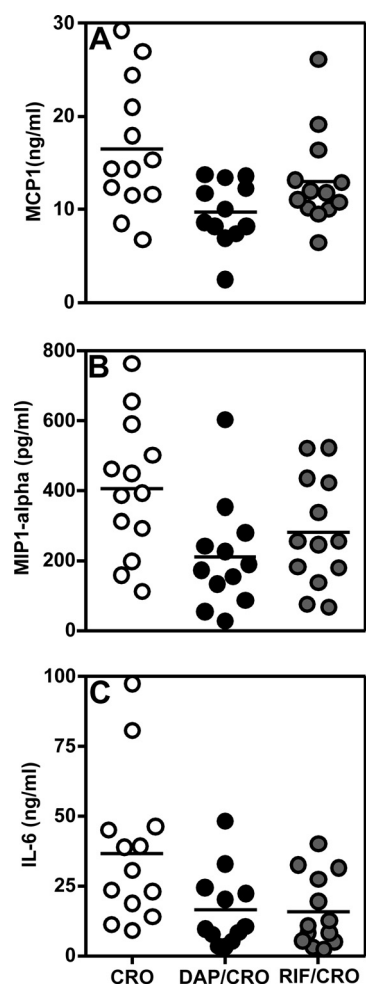 A
30
20
10
0
MCP1(ng/ml)
B
800
600
400
200
0
MIP1-alpha (pg/ml)
C
100
75
50
25
0
IL-6 (ng/ml)
CRO DAP/CRO RIF/CRO